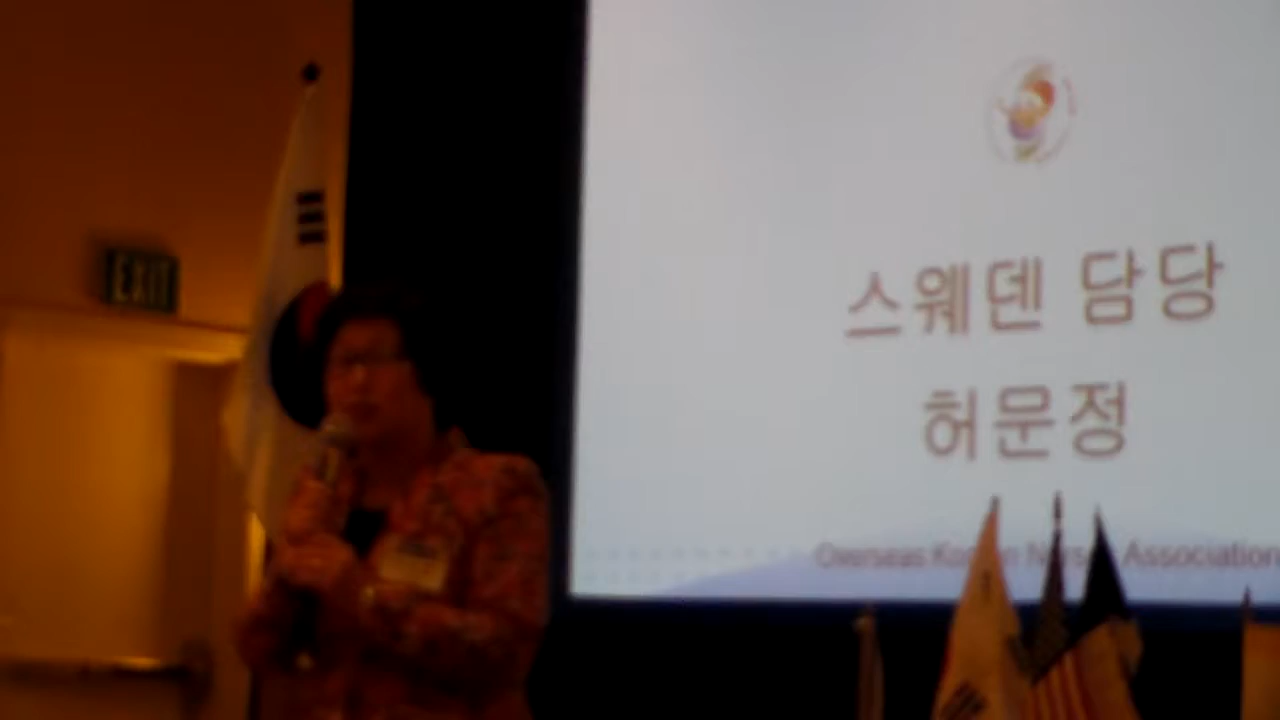 EXIT
스웨덴 담당
허문정
Overseas Korean Nurses Association